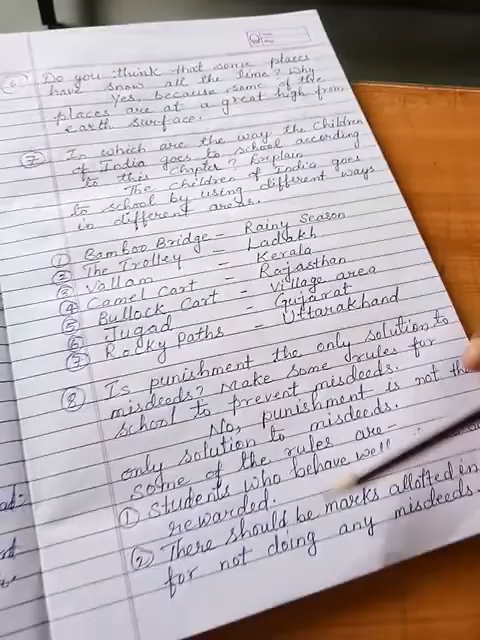 6 Do you think that some places
have snow all the time? Why
Yes, because some of the
places are at a great high from
earth surface.
7 In which are the way the children
of India goes to school according
to this chapter? Explain
The children of India goes
to school by using different ways
in different areas.
1 Bamboo Bridge - Rainy Season
2 The Trolley - Ladakh
3 Vallam - Kerala
4 Camel Cart - Rajasthan
5 Bullock Cart - Village area
6 Jugad - Gujarat
7 Rocky Paths - Uttarakhand
8 Is punishment the only solution to
misdeeds? Make some rules for
school to prevent misdeeds.
No, punishment is not the
only solution to misdeeds.
Some of the rules are-
1 Students who behave well
rewarded.
2 There should be marks allotted in
for not doing any misdeeds.